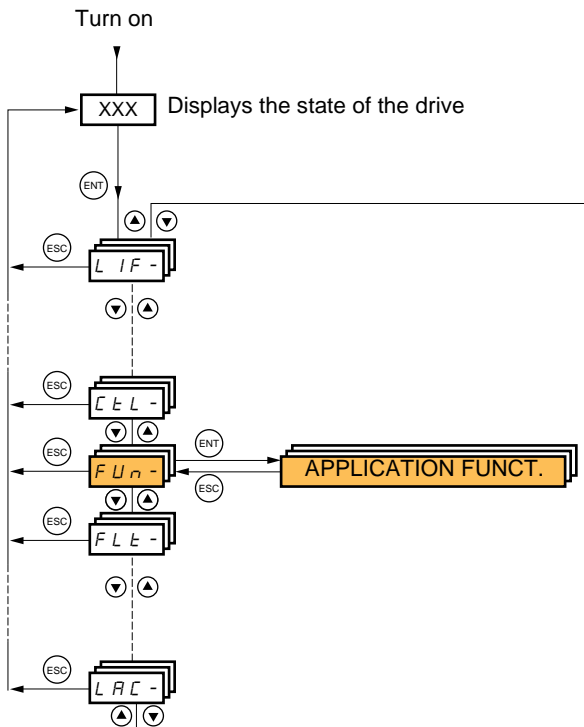 Turn on
XXX Displays the state of the drive
ENT
ESC
LIF-
ESC
CtL-
ESC
ENT
FUn-
APPLICATION FUNCT.
ESC
ESC
FLt-
ESC
LAC-